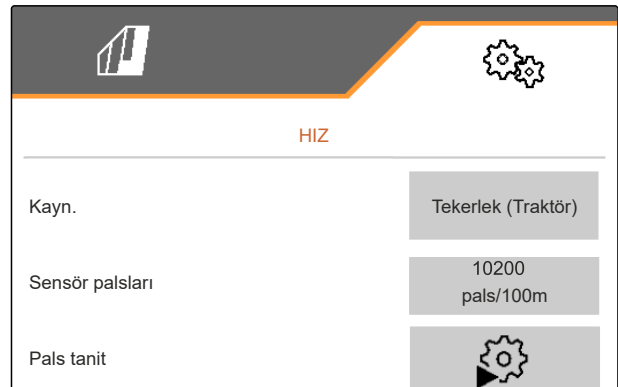 HIZ
Kayn.
Tekerlek (Traktör)
Sensör palsları
10200
pals/100m
Pals tanit